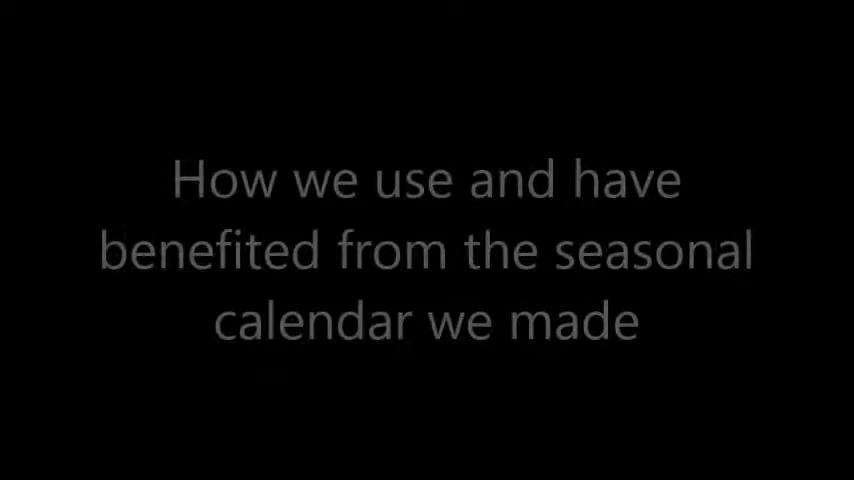 How we use and have
benefited from the seasonal
calendar we made